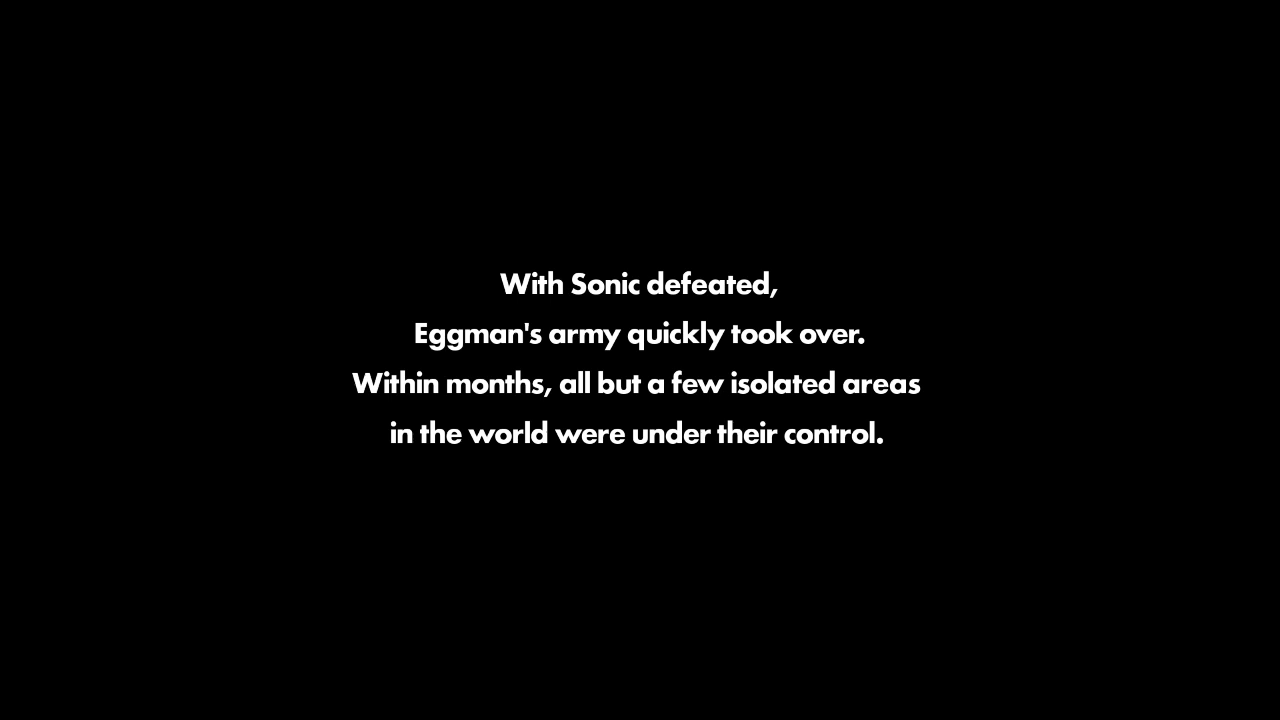 With Sonic defeated,
Eggman's army quickly took over.
Within months, all but a few isolated areas
in the world were under their control.